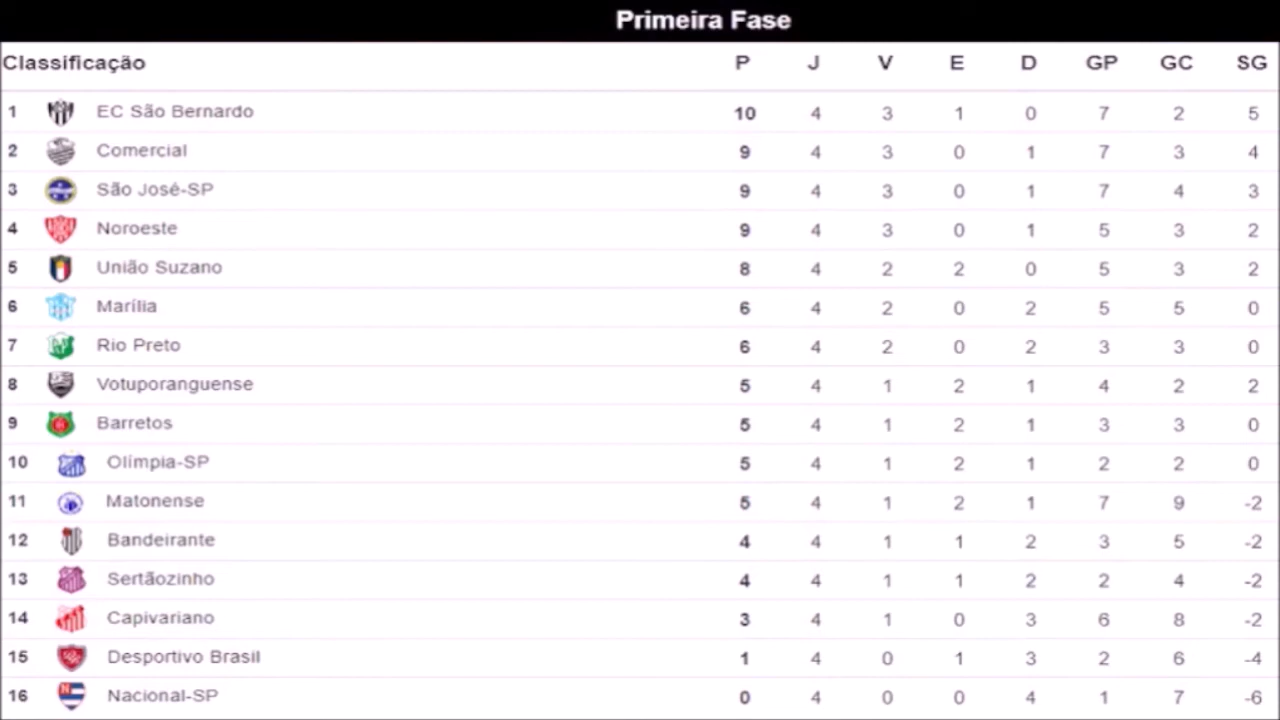 Primeira Fase
Classificação P J V E D GP GC SG
1 EC São Bernardo 10 4 3 1 0 7 2 5
2 Comercial 9 4 3 0 1 7 3 4
3 São José-SP 9 4 3 0 1 7 4 3
4 Noroeste 9 4 3 0 1 5 3 2
5 União Suzano 8 4 2 2 0 5 3 2
6 Marília 6 4 2 0 2 5 5 0
7 Rio Preto 6 4 2 0 2 3 3 0
8 Votuporanguense 5 4 1 2 1 4 2 2
9 Barretos 5 4 1 2 1 3 3 0
10 Olímpia-SP 5 4 1 2 1 2 2 0
11 Matonense 5 4 1 2 1 7 9 -2
12 Bandeirante 4 4 1 1 2 3 5 -2
13 Sertãozinho 4 4 1 1 2 2 4 -2
14 Capivariano 3 4 1 0 3 6 8 -2
15 Desportivo Brasil 1 4 0 1 3 2 6 -4
16 Nacional-SP 0 4 0 0 4 1 7 -6